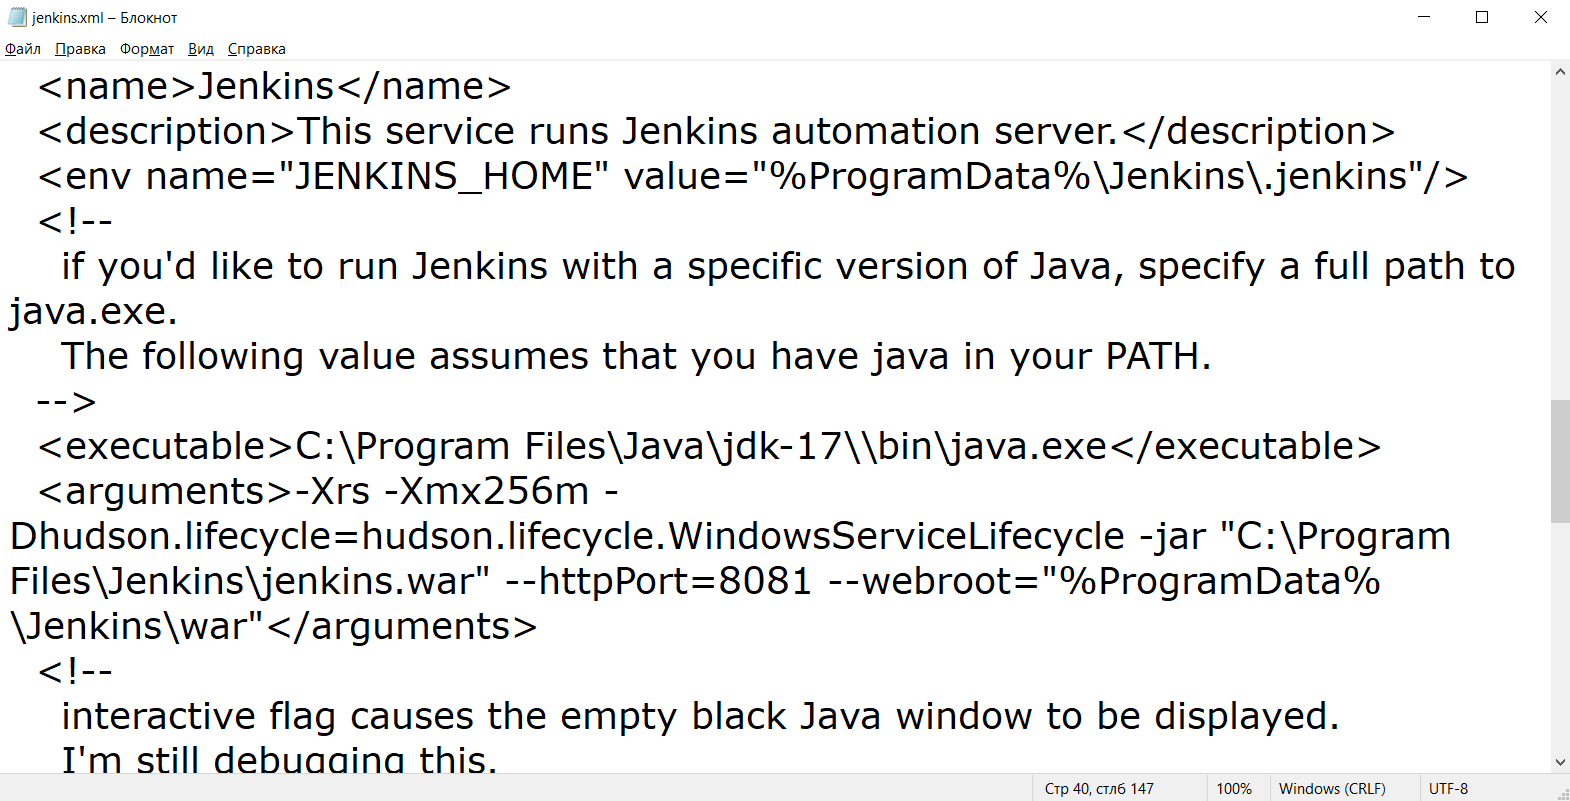 jenkins.xml – Блокнот
Файл Правка Формат Вид Справка
<name>Jenkins</name>
<description>This service runs Jenkins automation server.</description>
<env name="JENKINS_HOME" value="%ProgramData%\Jenkins\.jenkins"/>
<!--
if you'd like to run Jenkins with a specific version of Java, specify a full path to
java.exe.
The following value assumes that you have java in your PATH.
-->
<executable>C:\Program Files\Java\jdk-17\\bin\java.exe</executable>
<arguments>-Xrs -Xmx256m -
Dhudson.lifecycle=hudson.lifecycle.WindowsServiceLifecycle -jar "C:\Program
Files\Jenkins\jenkins.war" --httpPort=8081 --webroot="%ProgramData%
\Jenkins\war"</arguments>
<!--
interactive flag causes the empty black Java window to be displayed.
I'm still debugging this.
Стр 40, стлб 147 100% Windows (CRLF) UTF-8